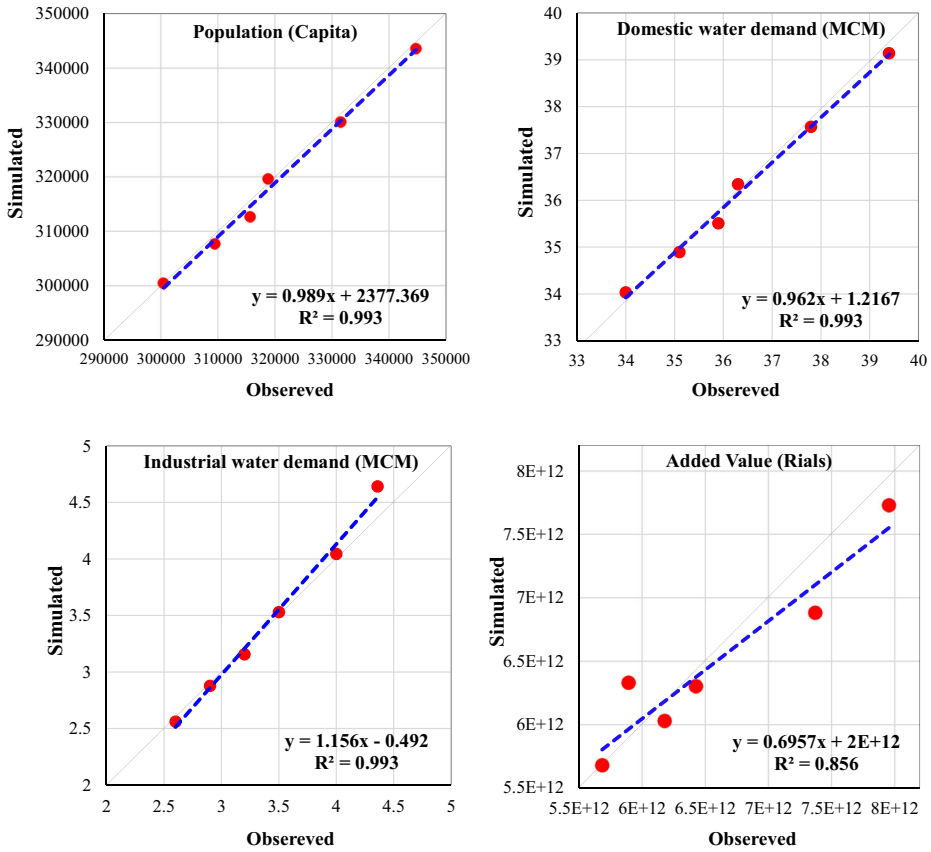 Population (Capita)
Simulated
350000
340000
330000
320000
310000
300000
290000
y = 0.989x + 2377.369
R² = 0.993
290000 300000 310000 320000 330000 340000 350000
Obsereved
Domestic water demand (MCM)
Simulated
40
39
38
37
36
35
34
33
y = 0.962x + 1.2167
R² = 0.993
33 34 35 36 37 38 39 40
Obsereved
Industrial water demand (MCM)
Simulated
5
4.5
4
3.5
3
2.5
2
y = 1.156x - 0.492
R² = 0.993
2 2.5 3 3.5 4 4.5 5
Obsereved
Added Value (Rials)
Simulated
8E+12
7.5E+12
7E+12
6.5E+12
6E+12
5.5E+12
y = 0.6957x + 2E+12
R² = 0.856
5.5E+12 6E+12 6.5E+12 7E+12 7.5E+12 8E+12
Obsereved